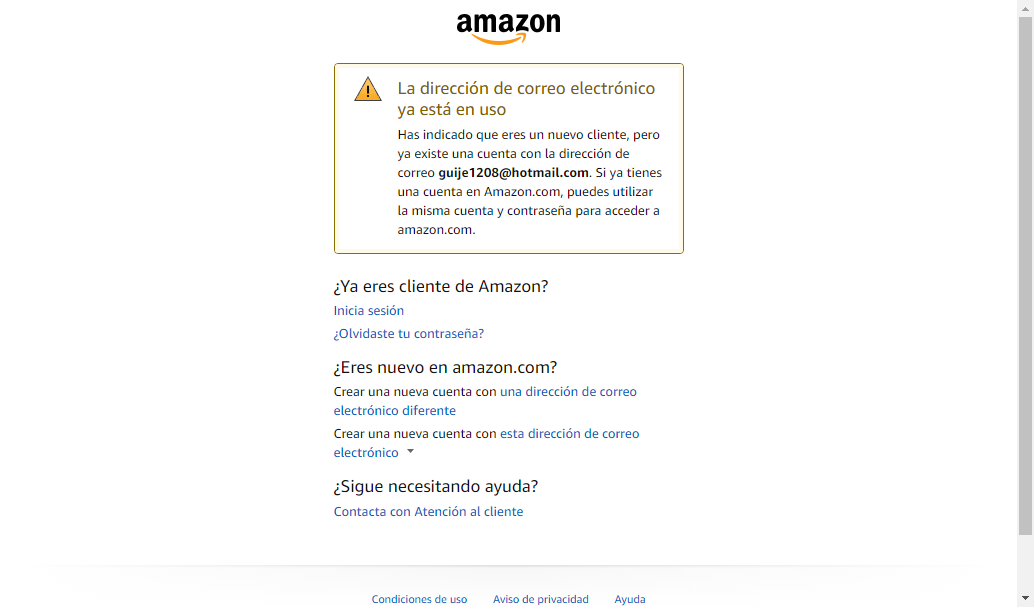 amazon
La dirección de correo electrónico
ya está en uso
Has indicado que eres un nuevo cliente, pero
ya existe una cuenta con la dirección de
correo guije1208@hotmail.com. Si ya tienes
una cuenta en Amazon.com, puedes utilizar
la misma cuenta y contraseña para acceder a
amazon.com.
¿Ya eres cliente de Amazon?
Inicia sesión
¿Olvidaste tu contraseña?
¿Eres nuevo en amazon.com?
Crear una nueva cuenta con una dirección de correo
electrónico diferente
Crear una nueva cuenta con esta dirección de correo
electrónico
¿Sigue necesitando ayuda?
Contacta con Atención al cliente
Condiciones de uso Aviso de privacidad Ayuda